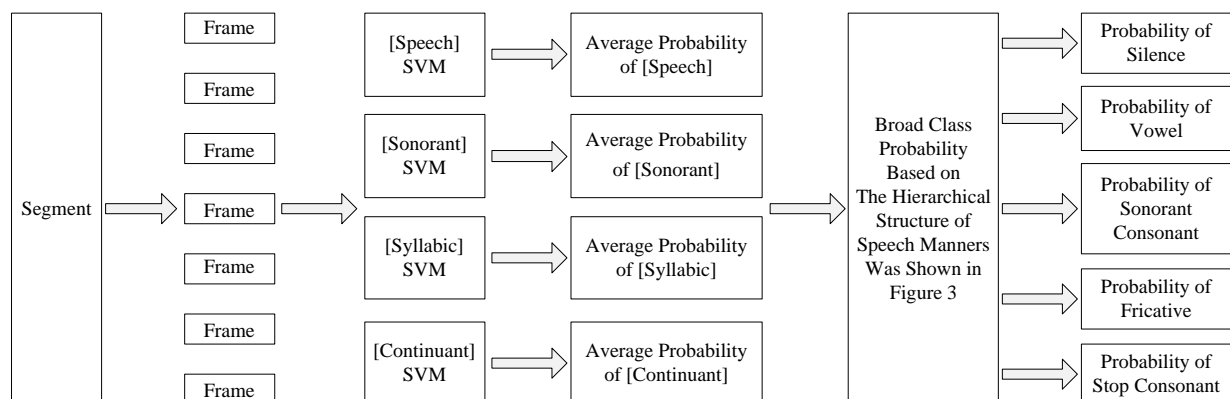 Segment
Frame
Frame
Frame
Frame
Frame
Frame
Frame
[Speech]
SVM
[Sonorant]
SVM
[Syllabic]
SVM
[Continuant]
SVM
Average Probability
of [Speech]
Average Probability
of [Sonorant]
Average Probability
of [Syllabic]
Average Probability
of [Continuant]
Broad Class
Probability
Based on
The Hierarchical
Structure of
Speech Manners
Was Shown in
Figure 3
Probability of
Silence
Probability of
Vowel
Probability of
Sonorant
Consonant
Probability of
Fricative
Probability of
Stop Consonant